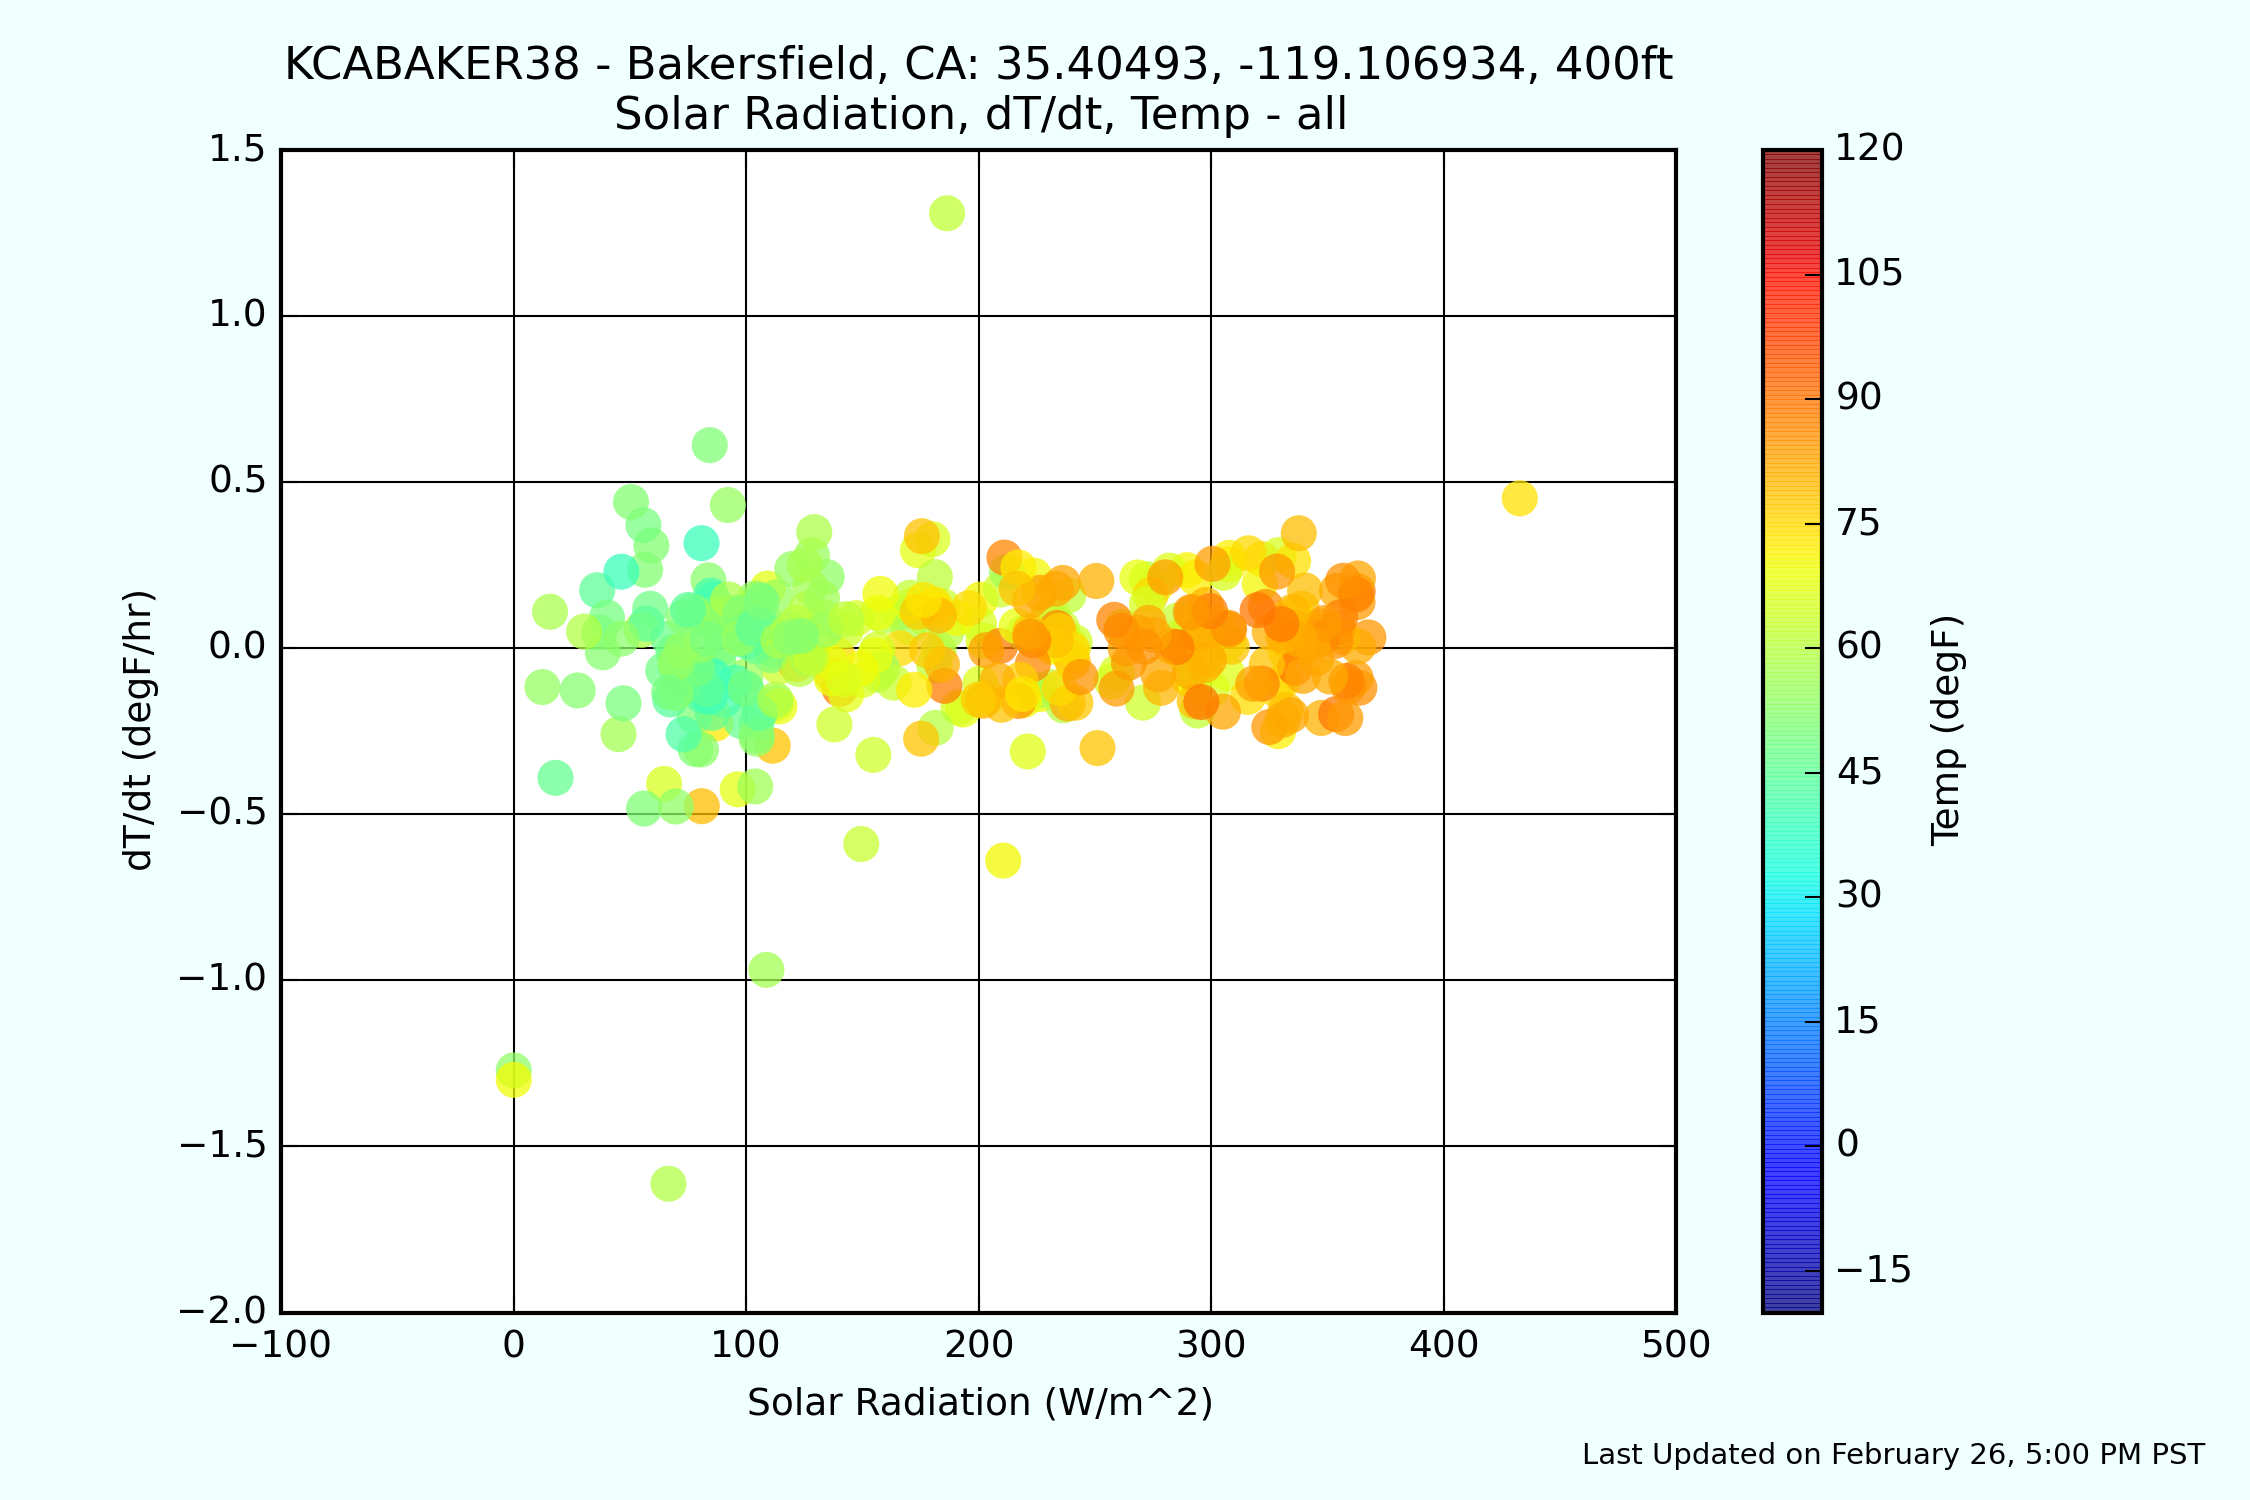 KCABAKER38 - Bakersfield, CA: 35.40493, -119.106934, 400ft
Solar Radiation, dT/dt, Temp - all
1.5
1.0
0.5
0.0
−0.5
−1.0
−1.5
−2.0
dT/dt (degF/hr)
−100 0 100 200 300 400 500
Solar Radiation (W/m^2)
120
105
90
75
60
45
30
15
0
−15
Temp (degF)
Last Updated on February 26, 5:00 PM PST